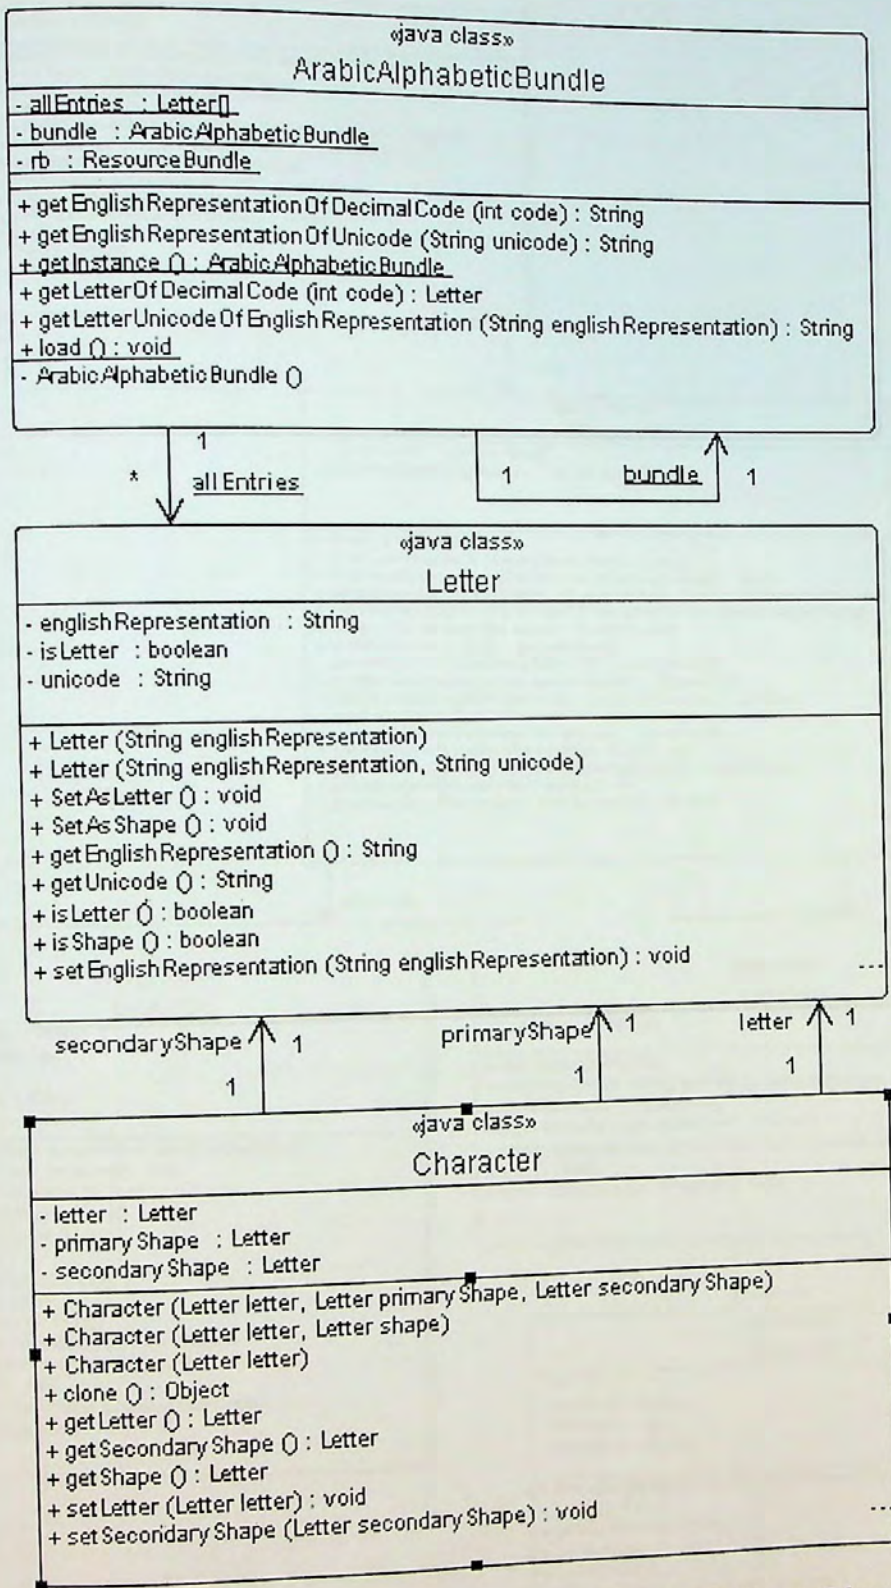 «java class»
ArabicAlphabeticBundle
- allEntries : Letter[]
- bundle : ArabicAlphabeticBundle
- rb : ResourceBundle
+ getEnglishRepresentationOfDecimalCode (int code) : String
+ getEnglishRepresentationOfUnicode (String unicode) : String
+ getInstance () : ArabicAlphabeticBundle
+ getLetterOfDecimalCode (int code) : Letter
+ getLetterUnicodeOfEnglishRepresentation (String englishRepresentation) : String
+ load () : void
- ArabicAlphabeticBundle ()
1
* allEntries 1 bundle 1
«java class»
Letter
- englishRepresentation : String
- isLetter : boolean
- unicode : String
+ Letter (String englishRepresentation)
+ Letter (String englishRepresentation, String unicode)
+ SetAsLetter () : void
+ SetAsShape () : void
+ getEnglishRepresentation () : String
+ getUnicode () : String
+ isLetter () : boolean
+ isShape () : boolean
+ setEnglishRepresentation (String englishRepresentation) : void ...
secondaryShape 1 primaryShape 1 letter 1
1 1 1
«java class»
Character
- letter : Letter
- primaryShape : Letter
- secondaryShape : Letter
+ Character (Letter letter, Letter primaryShape, Letter secondaryShape)
+ Character (Letter letter, Letter shape)
+ Character (Letter letter)
+ clone () : Object
+ getLetter () : Letter
+ getSecondaryShape () : Letter
+ getShape () : Letter
+ setLetter (Letter letter) : void
+ setSecondaryShape (Letter secondaryShape) : void ...